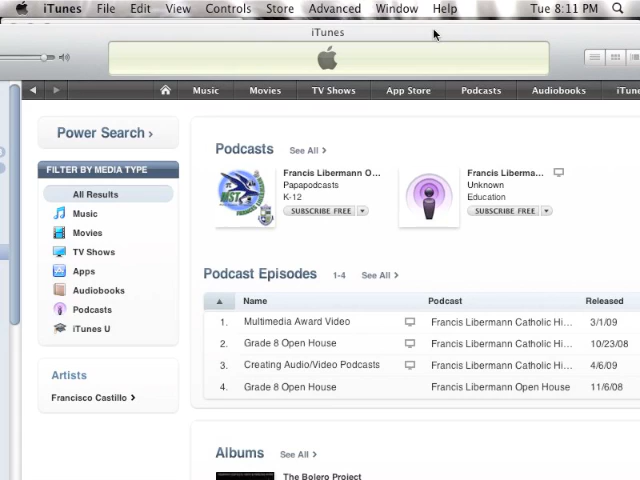 iTunes File Edit View Controls Store Advanced Window Help Tue 8:11 PM
iTunes
Music Movies TV Shows App Store Podcasts Audiobooks iTune
Power Search ›
FILTER BY MEDIA TYPE
All Results
Music
Movies
TV Shows
Apps
Audiobooks
Podcasts
iTunes U
Artists
Francisco Castillo
Podcasts See All
Francis Libermann O...
Papapodcasts
K-12
SUBSCRIBE FREE
Francis Liberma...
Unknown
Education
SUBSCRIBE FREE
MST
Podcast Episodes 1-4 See All
Name Podcast Released
1. Multimedia Award Video Francis Libermann Catholic Hi... 3/1/09
2. Grade 8 Open House Francis Libermann Catholic Hi... 10/23/08
3. Creating Audio/Video Podcasts Francis Libermann Catholic Hi... 4/6/09
4. Grade 8 Open House Francis Libermann Open House 11/6/08
Albums See All
The Bolero Project